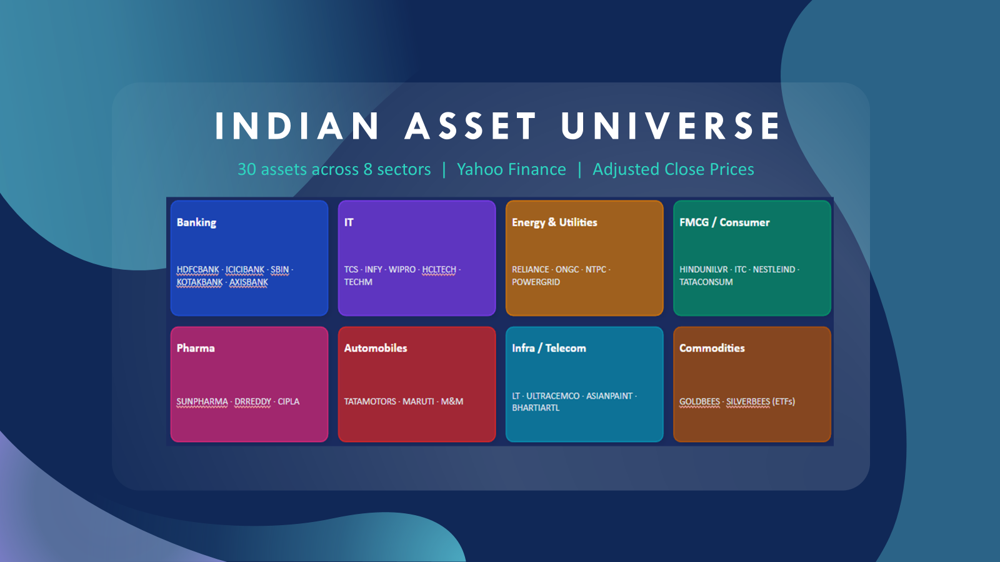 INDIAN ASSET UNIVERSE
30 assets across 8 sectors | Yahoo Finance | Adjusted Close Prices
Banking
HDFCBANK · ICICIBANK · SBIN ·
KOTAKBANK · AXISBANK
IT
TCS · INFY · WIPRO · HCLTECH ·
TECHM
Energy & Utilities
RELIANCE · ONGC · NTPC ·
POWERGRID
FMCG / Consumer
HINDUNILVR · ITC · NESTLEIND ·
TATACONSUM
Pharma
SUNPHARMA · DRREDDY · CIPLA
Automobiles
TATAMOTORS · MARUTI · M&M
Infra / Telecom
LT · ULTRACEMCO · ASIANPAINT ·
BHARTIARTL
Commodities
GOLDBEES · SILVERBEES (ETFs)